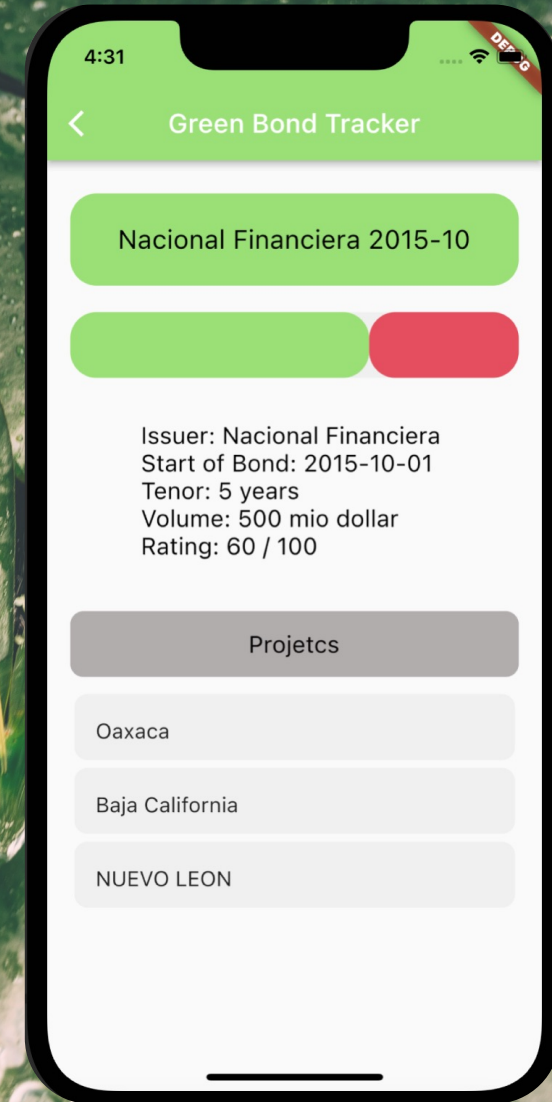 4:31
DEBUG
Green Bond Tracker
Nacional Financiera 2015-10
Issuer: Nacional Financiera
Start of Bond: 2015-10-01
Tenor: 5 years
Volume: 500 mio dollar
Rating: 60 / 100
Projetcs
Oaxaca
Baja California
NUEVO LEON